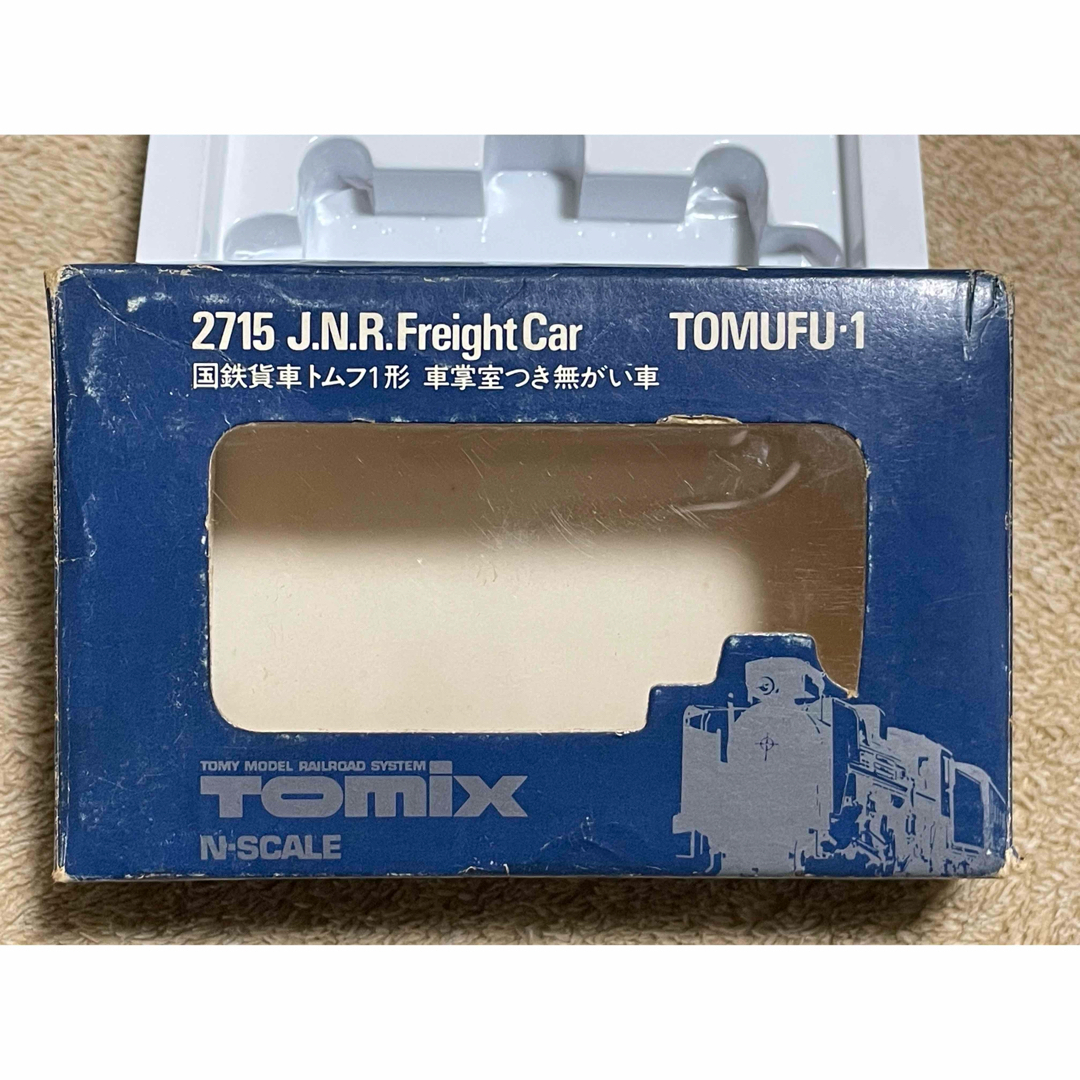 2715 J.N.R.Freight Car TOMUFU·1
国鉄貨車トムフ1形 車掌室つき無がい車
TOMY MODEL RAILROAD SYSTEM
TOMIX
N-SCALE